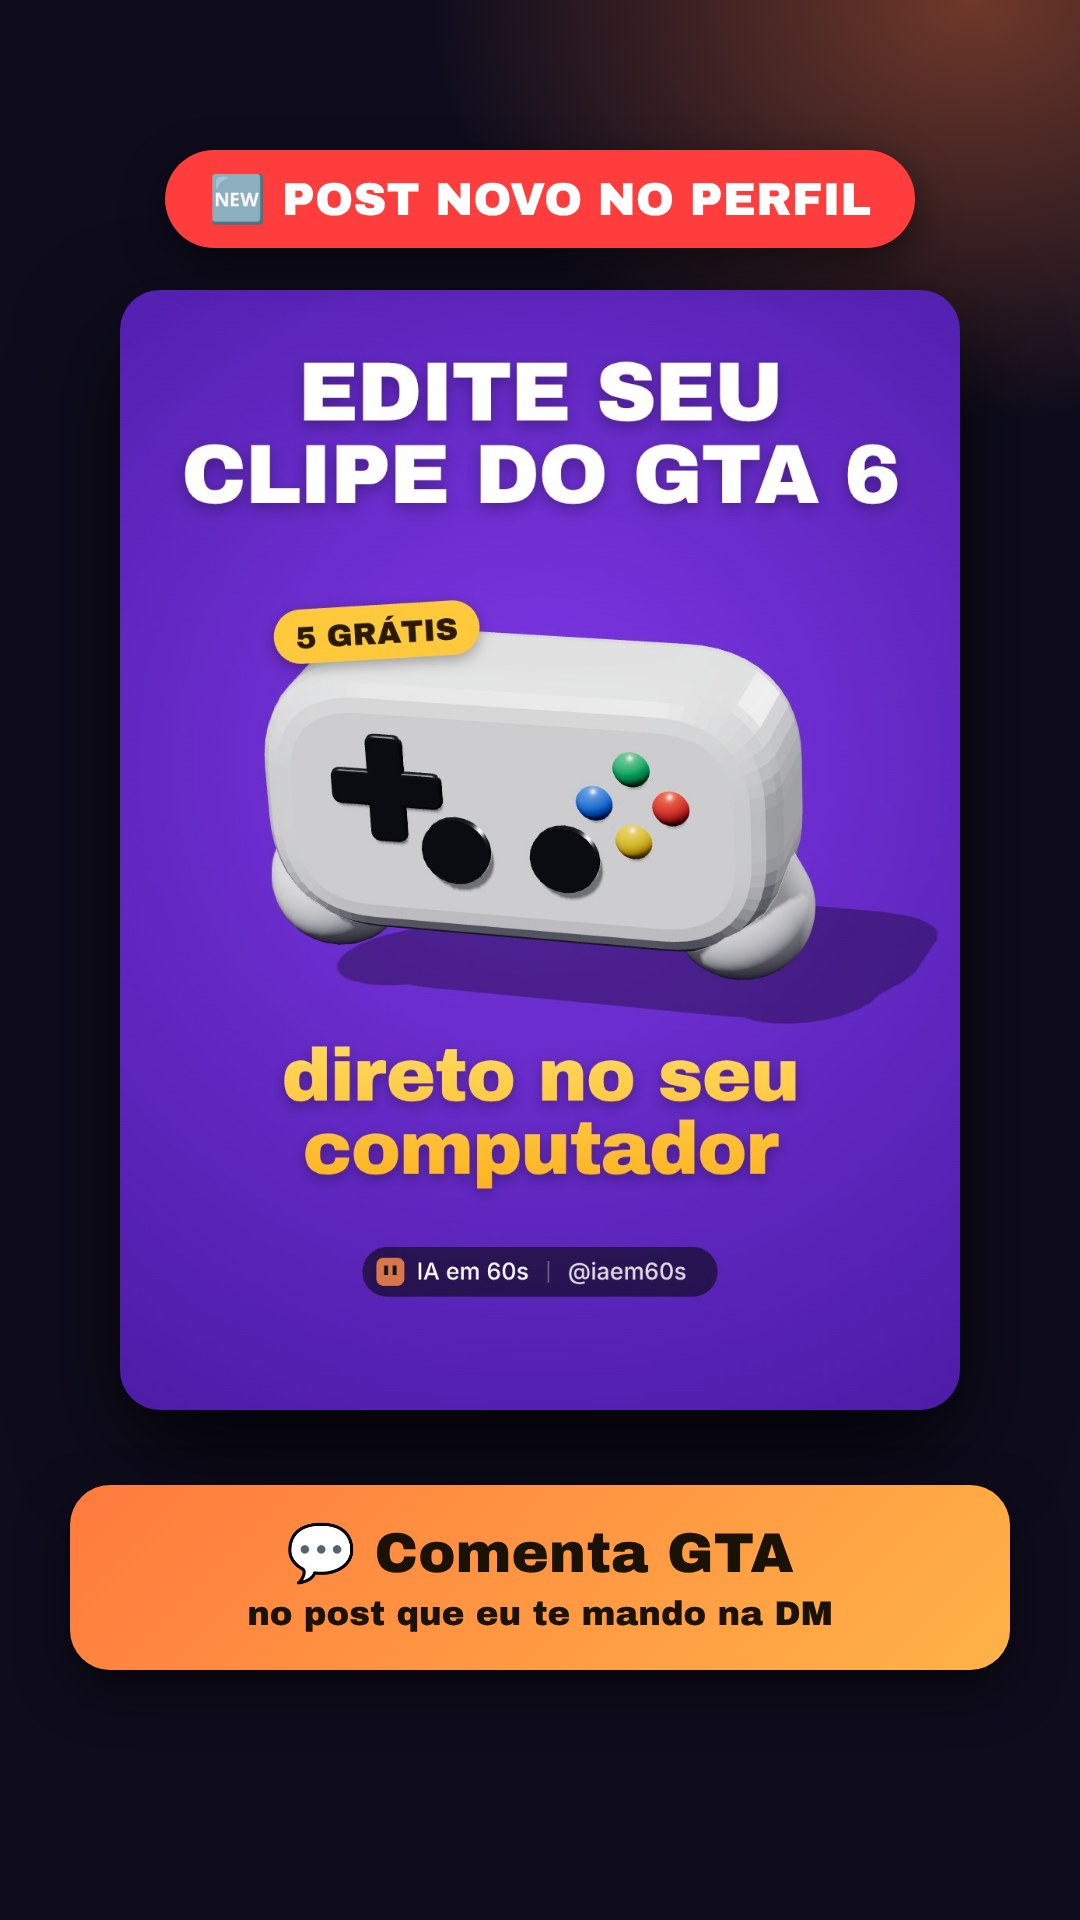 🆕 POST NOVO NO PERFIL
EDITE SEU
CLIPE DO GTA 6
5 GRÁTIS
direto no seu
computador
IA em 60s | @iaem60s
💬 Comenta GTA
no post que eu te mando na DM